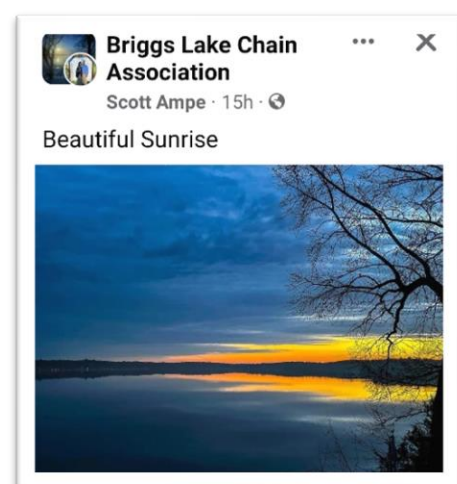 Briggs Lake Chain
Association
Scott Ampe · 15h ·
Beautiful Sunrise